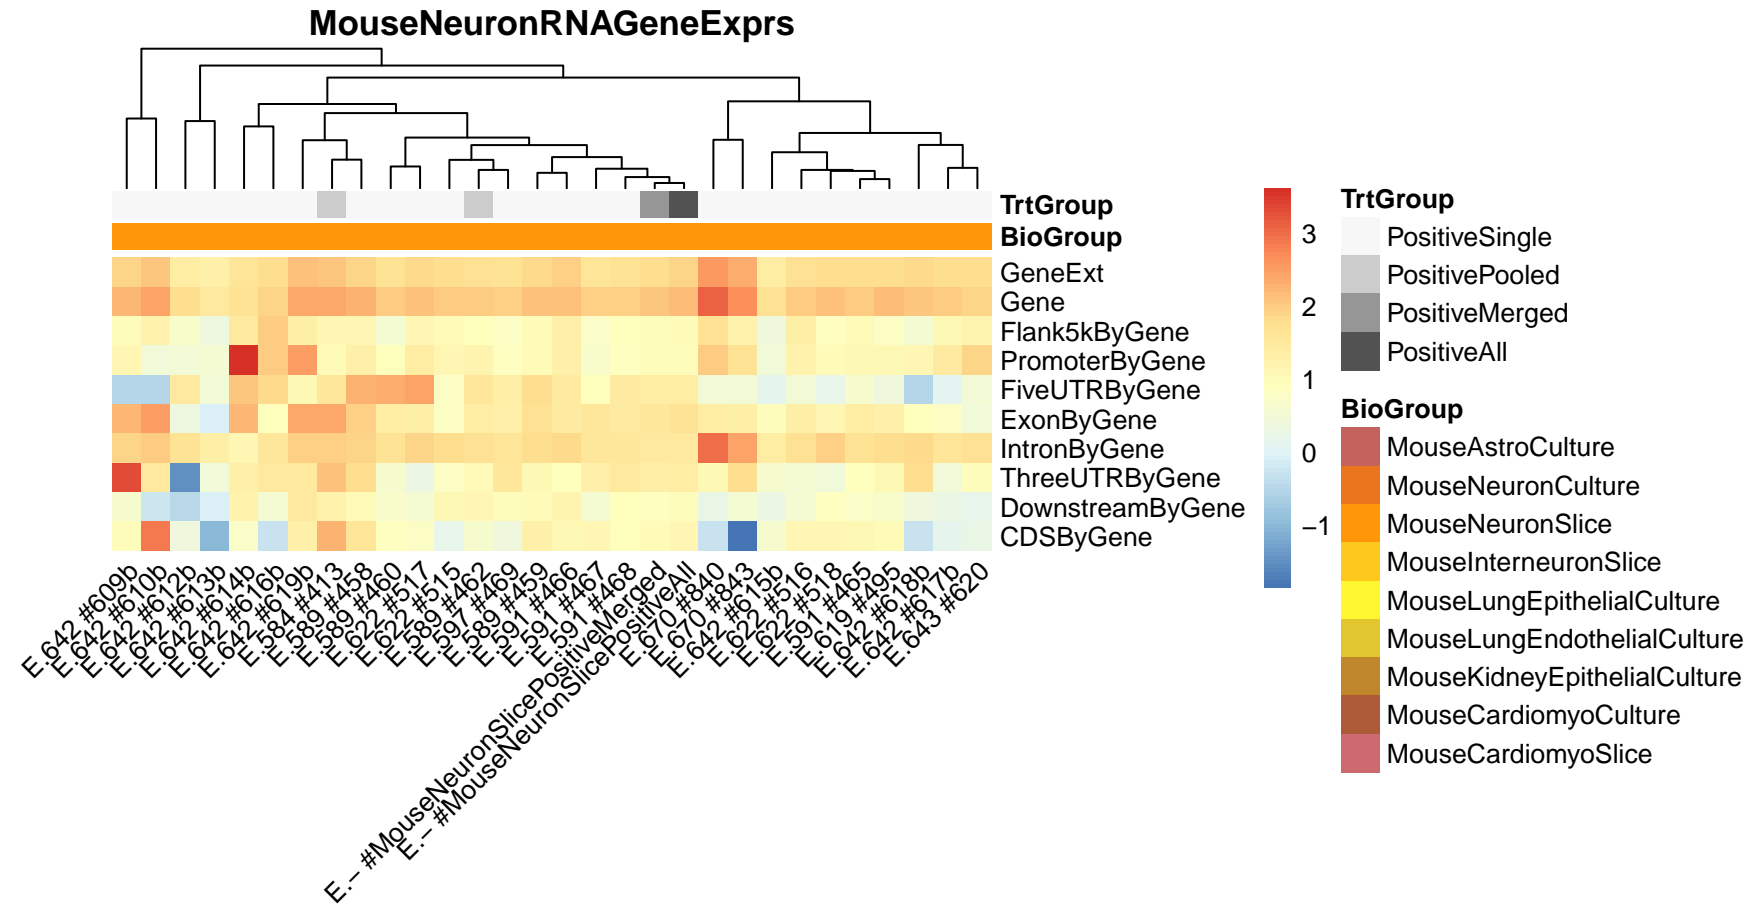 MouseNeuronRNAGeneExprs
TrtGroup
BioGroup
GeneExt
Gene
Flank5kByGene
PromoterByGene
FiveUTRByGene
ExonByGene
IntronByGene
ThreeUTRByGene
DownstreamByGene
CDSByGene
E.642 #609b
E.642 #610b
E.642 #612b
E.642 #613b
E.642 #614b
E.642 #616b
E.642 #619b
E.584 #413
E.589 #458
E.589 #460
E.622 #517
E.622 #515
E.589 #462
E.597 #469
E.589 #459
E.591 #466
E.591 #467
E.591 #468
E.− #MouseNeuronSlicePositiveMerged
E.− #MouseNeuronSlicePositiveAll
E.670 #840
E.670 #843
E.642 #615b
E.622 #516
E.622 #518
E.591 #465
E.619 #495
E.642 #618b
E.642 #617b
E.643 #620
3
2
1
0
−1
TrtGroup
PositiveSingle
PositivePooled
PositiveMerged
PositiveAll
BioGroup
MouseAstroCulture
MouseNeuronCulture
MouseNeuronSlice
MouseInterneuronSlice
MouseLungEpithelialCulture
MouseLungEndothelialCulture
MouseKidneyEpithelialCulture
MouseCardiomyoCulture
MouseCardiomyoSlice